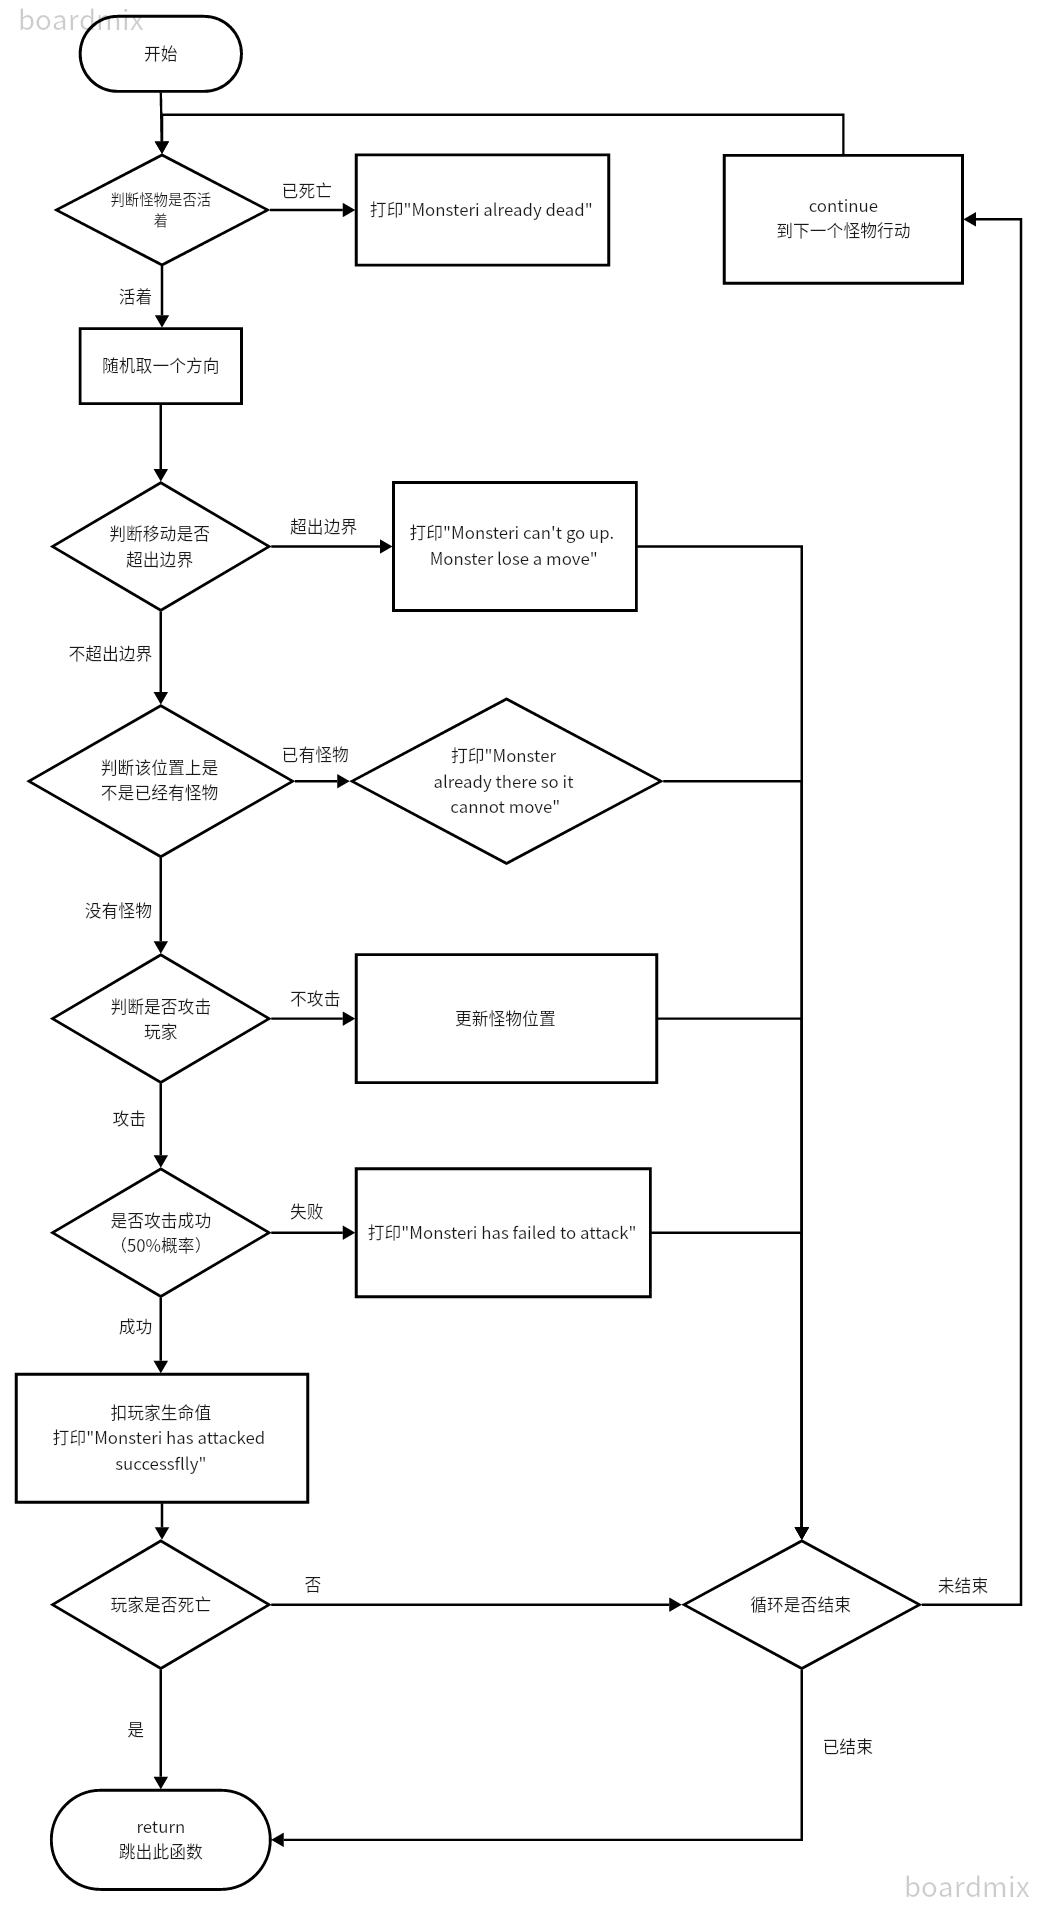 boardmix
开始
判断怪物是否活
着
已死亡
打印"Monsteri already dead"
continue
到下一个怪物行动
活着
随机取一个方向
判断移动是否
超出边界
超出边界
打印"Monsteri can't go up.
Monster lose a move"
不超出边界
判断该位置上是
不是已经有怪物
已有怪物
打印"Monster
already there so it
cannot move"
没有怪物
判断是否攻击
玩家
不攻击
更新怪物位置
攻击
是否攻击成功
（50%概率）
失败
打印"Monsteri has failed to attack"
成功
扣玩家生命值
打印"Monsteri has attacked
successflly"
玩家是否死亡
否
循环是否结束
未结束
是
已结束
return
跳出此函数
boardmix